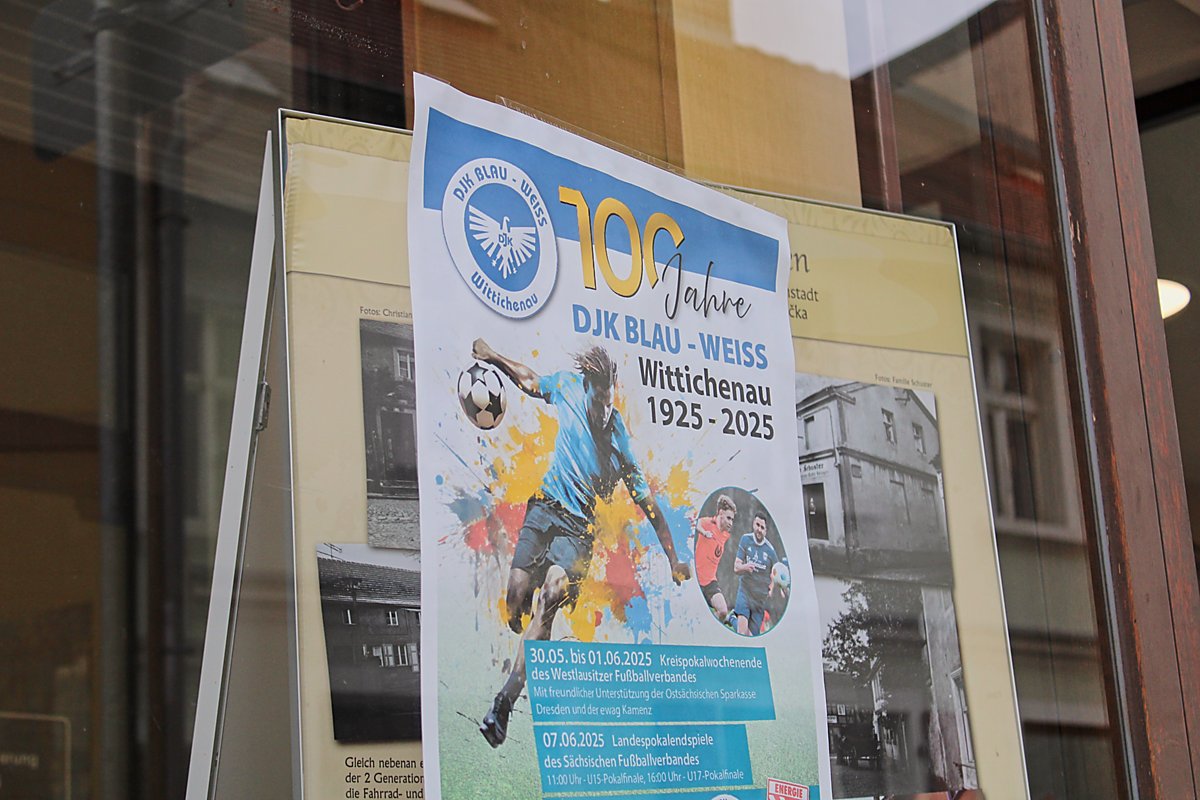 DJK BLAU - WEISS
DJK
Wittichenau
100
Jahre
DJK BLAU - WEISS
Wittichenau
1925 - 2025
30.05. bis 01.06.2025 Kreispokalwochenende
des Westlausitzer Fußballverbandes
Mit freundlicher Unterstützung der Ostsächsischen Sparkasse
Dresden und der ewag Kamenz
07.06.2025 Landespokalendspiele
des Sächsischen Fußballverbandes
11:00 Uhr - U15-Pokalfinale, 16:00 Uhr - U17-Pokalfinale
ENERGIE
Fotos: Christian
Gleich nebenan
der 2 Generation
die Fahrrad- und
Fotos: Familie Schuster
Schuster